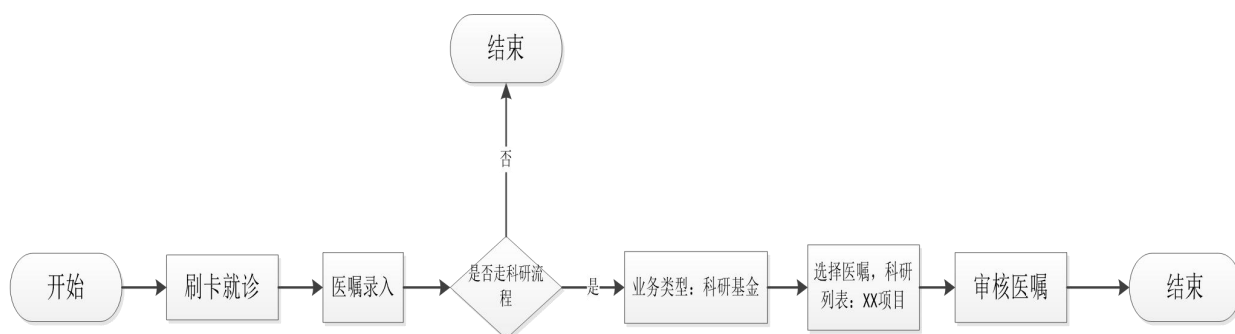 结束
否
开始
刷卡就诊
医嘱录入
是否走科研流
程
是
业务类型：科研基金
选择医嘱，科研
列表：XX项目
审核医嘱
结束